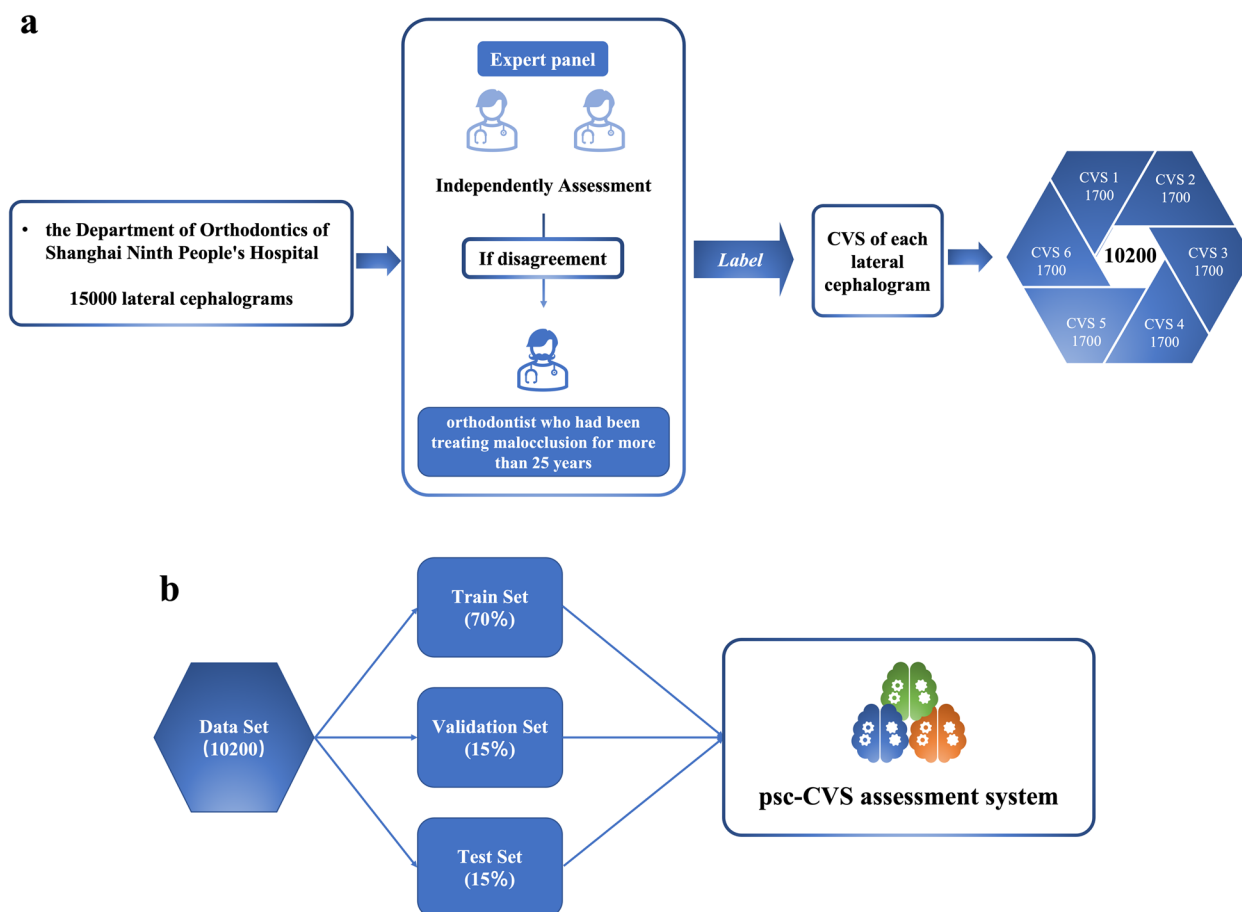 a
Expert panel
Independently Assessment
If disagreement
orthodontist who had been
treating malocclusion for more
than 25 years
• the Department of Orthodontics of
Shanghai Ninth People's Hospital
15000 lateral cephalograms
Label
CVS of each
lateral
cephalogram
CVS 1
1700
CVS 2
1700
CVS 3
1700
CVS 4
1700
CVS 5
1700
CVS 6
1700
10200
b
Data Set
(10200)
Train Set
(70%)
Validation Set
(15%)
Test Set
(15%)
psc-CVS assessment system